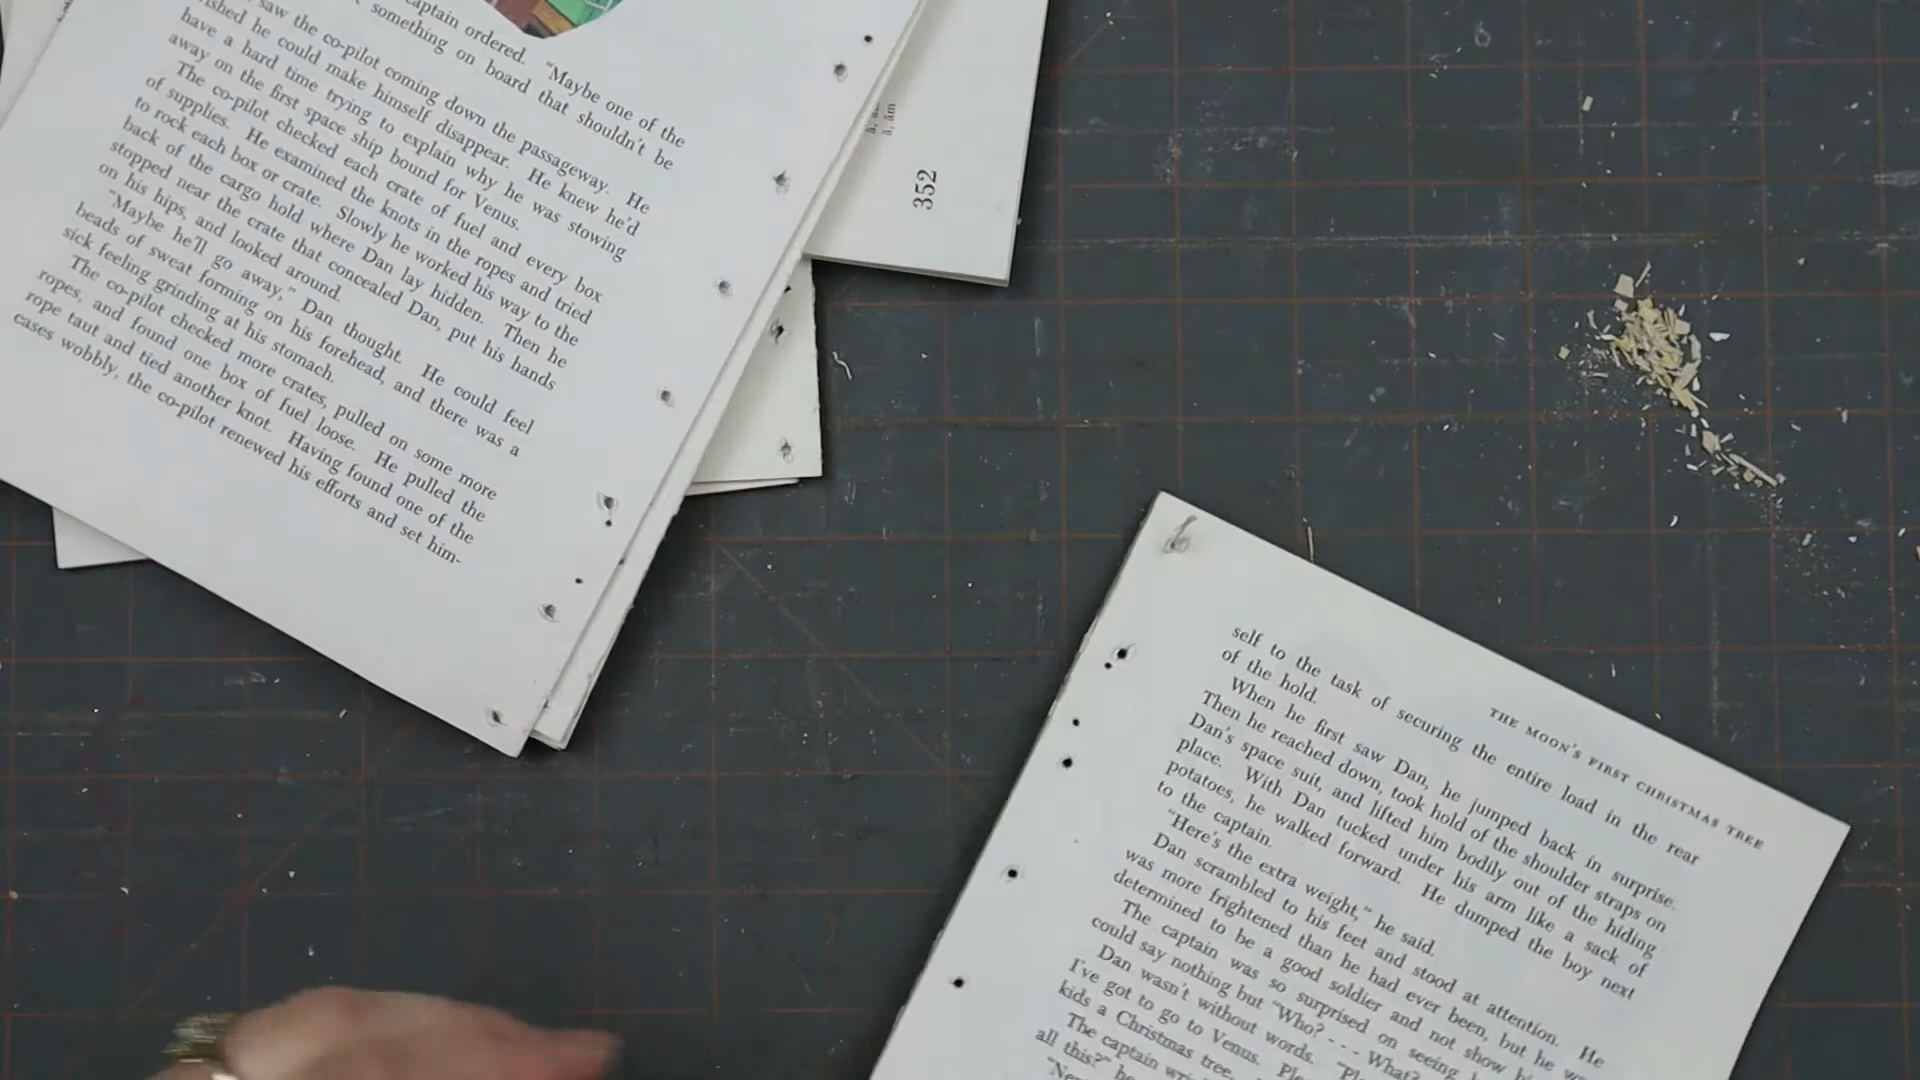 captain ordered. “Maybe one of the
something on board that shouldn’t be
saw the co-pilot coming down the passageway. He
ished he could make himself disappear. He knew he’d
have a hard time trying to explain why he was stowing
away on the first space ship bound for Venus.
The co-pilot checked each crate of fuel and every box
of supplies. He examined the knots in the ropes and tried
to rock each box or crate. Slowly he worked his way to the
back of the cargo hold where Dan lay hidden. Then he
stopped near the crate that concealed Dan, put his hands
on his hips, and looked around.
“Maybe he’ll go away,” Dan thought. He could feel
beads of sweat forming on his forehead, and there was a
sick feeling grinding at his stomach.
The co-pilot checked more crates, pulled on some more
ropes, and found one box of fuel loose. He pulled the
rope taut and tied another knot. Having found one of the
cases wobbly, the co-pilot renewed his efforts and set him-
352
THE MOON’S FIRST CHRISTMAS TREE
self to the task of securing the entire load in the rear
of the hold.
When he first saw Dan, he jumped back in surprise.
Then he reached down, took hold of the shoulder straps on
Dan’s space suit, and lifted him bodily out of the hiding
place. With Dan tucked under his arm like a sack of
potatoes, he walked forward. He dumped the boy next
to the captain.
“Here’s the extra weight,” he said.
Dan scrambled to his feet and stood at attention. He
was more frightened than he had ever been, but he
determined to be a good soldier and not show
The captain was so surprised on seeing
could say nothing but “Who? - - - What?
Dan wasn’t without words.
I’ve got to go to Venus.
kids a Christmas tree.
The captain
all this?” he